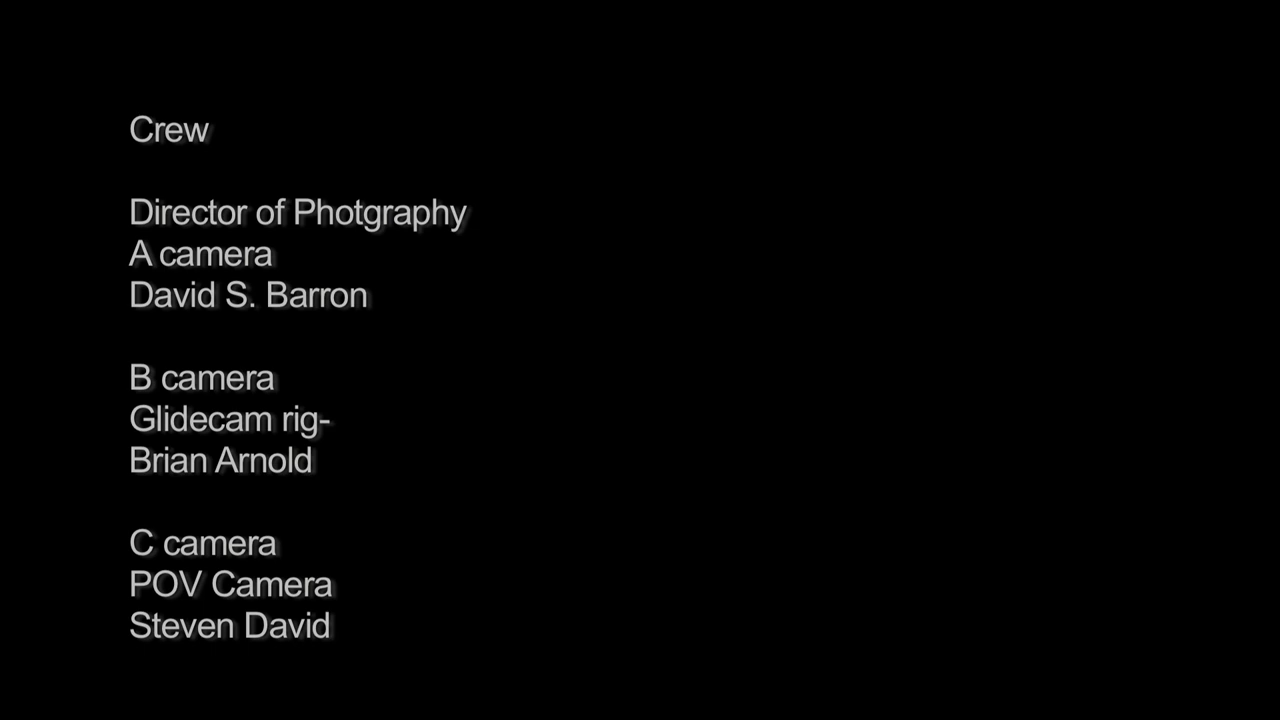 Crew
Director of Photgraphy
A camera
David S. Barron
B camera
Glidecam rig-
Brian Arnold
C camera
POV Camera
Steven David